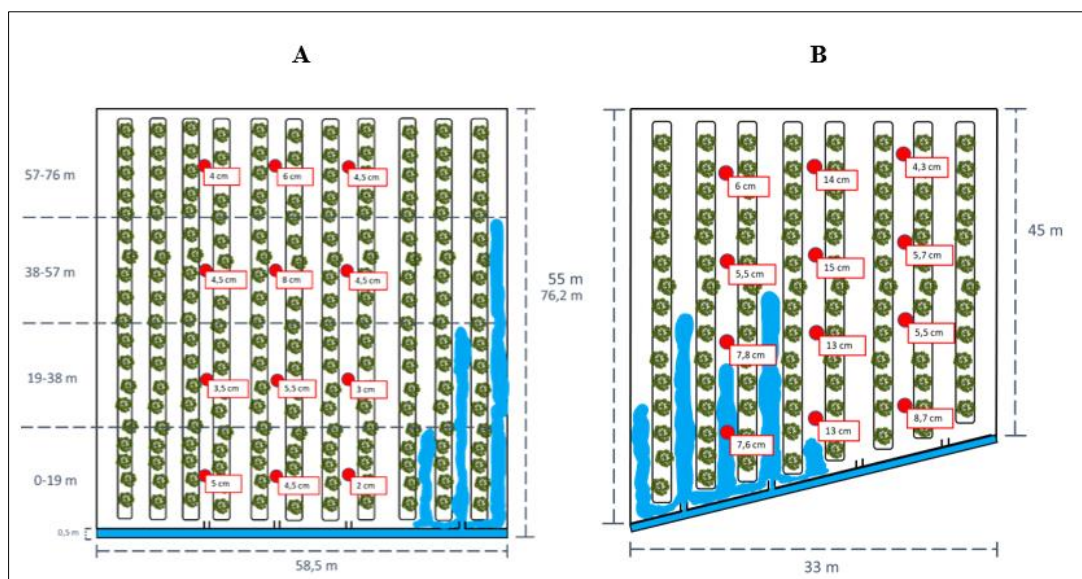 A
B
57-76 m
38-57 m
19-38 m
0-19 m
0,5 m
4 cm
6 cm
4,5 cm
4,5 cm
8 cm
4,5 cm
3,5 cm
5,5 cm
3 cm
5 cm
4,5 cm
2 cm
58,5 m
55 m
76,2 m
6 cm
14 cm
4,3 cm
5,5 cm
15 cm
5,7 cm
7,8 cm
13 cm
5,5 cm
7,6 cm
13 cm
8,7 cm
45 m
33 m